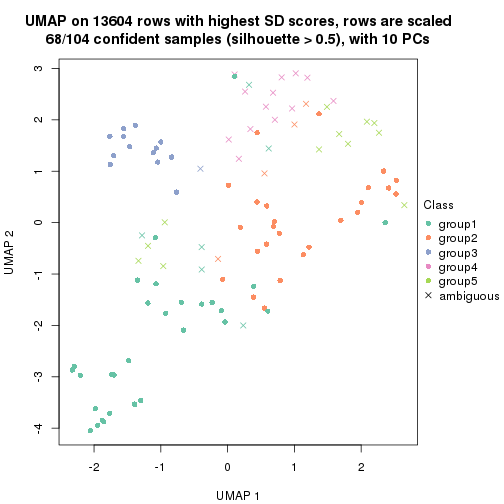 UMAP on 13604 rows with highest SD scores, rows are scaled
68/104 confident samples (silhouette > 0.5), with 10 PCs
3
2
1
0
-1
-2
-3
-4
UMAP 2
-2
-1
0
1
2
UMAP 1
Class
group1
group2
group3
group4
group5
ambiguous